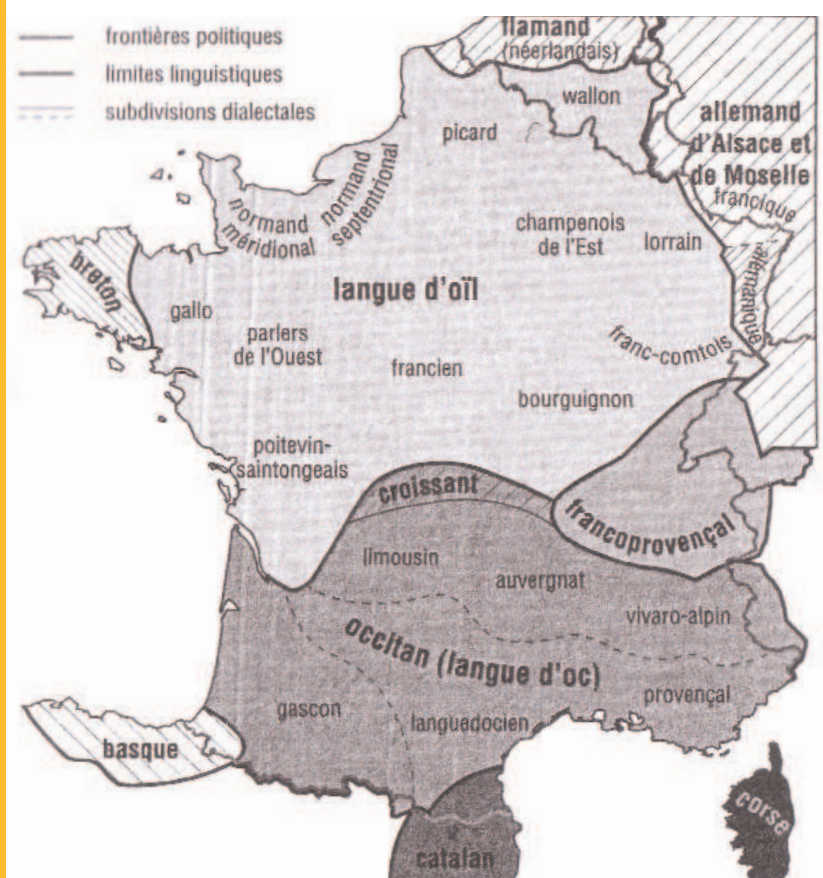 frontières politiques
limites linguistiques
subdivisions dialectales
flamand
(néerlandais)
wallon
picard
allemand
d'Alsace et
de Moselle
francique
alémanique
normand
septentrional
normand
méridional
champenois
de l'Est
lorrain
breton
gallo
langue d'oïl
parlers
de l'Ouest
francien
franc-comtois
bourguignon
poitevin-
saintongeais
croissant
francoprovençal
limousin
auvergnat
vivaro-alpin
occitan (langue d'oc)
gascon
languedocien
provençal
basque
catalan
corse